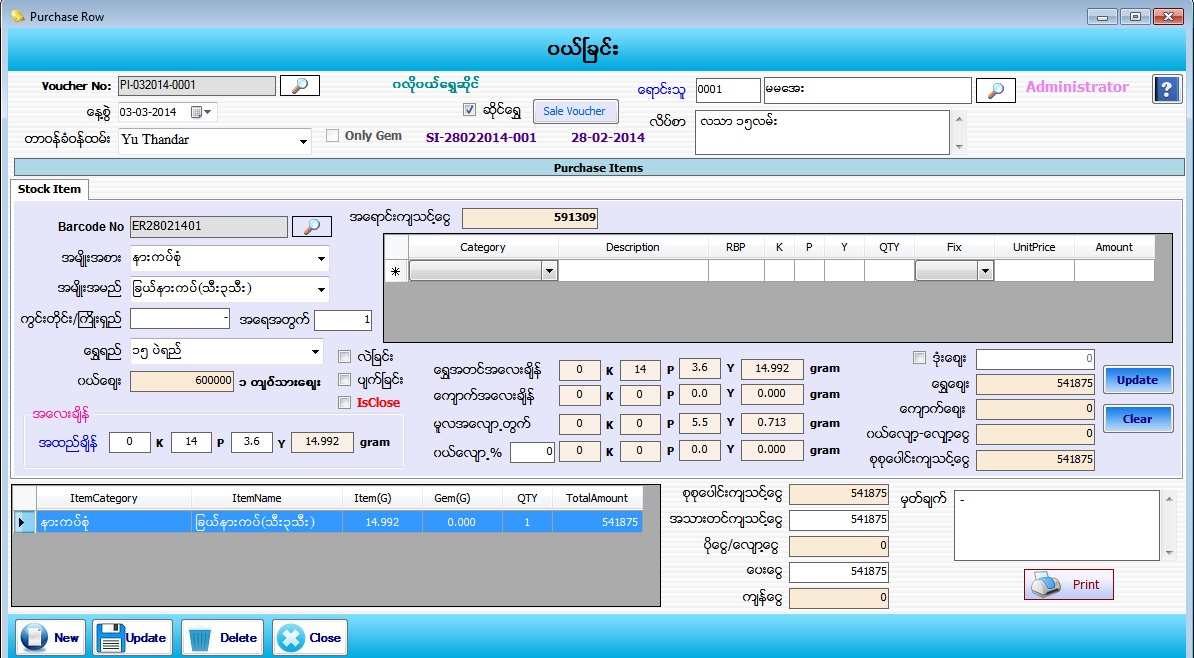 Purchase Row
ဝယ်ခြင်း
Voucher No: PI-032014-0001 ဂလိုဝယ်ရွှေဆိုင် ရောင်းသူ 0001 မမအေး Administrator ?
နေ့စွဲ 03-03-2014 ဆိုင်ရွှေ Sale Voucher
လိပ်စာ လသာ ၁၅လမ်း
တာဝန်ခံဝန်ထမ်း Yu Thandar Only Gem SI-28022014-001 28-02-2014
Purchase Items
Stock Item
Barcode No ER28021401 အရောင်းကျသင့်ငွေ 591309
Category Description RBP K P Y QTY Fix UnitPrice Amount
အမျိုးအစား နားကပ်စုံ
အမျိုးအမည် ခြယ်နားကပ်(သီး၃သီး)
ကွင်းတိုင်း/ကြိုးရှည် - အရေအတွက် 1
ရွှေရည် ၁၅ ပဲရည် လဲခြင်း
ဝယ်ဈေး 600000 ၁ ကျပ်သားဈေး ပျက်ခြင်း
IsClose
အလေးချိန်
အထည်ချိန် 0 K 14 P 3.6 Y 14.992 gram
ရွှေအတင်အလေးချိန် 0 K 14 P 3.6 Y 14.992 gram
ကျောက်အလေးချိန် 0 K 0 P 0.0 Y 0.000 gram
မူလအလျော့တွက် 0 K 0 P 5.5 Y 0.713 gram
ဝယ်လျော့% 0 0 K 0 P 0.0 Y 0.000 gram
ဒုံးဈေး 0
ရွှေဈေး 541875 Update
ကျောက်ဈေး 0 Clear
ဝယ်လျော့-လျှော့ငွေ 0
စုစုပေါင်းကျသင့်ငွေ 541875
ItemCategory ItemName Item(G) Gem(G) QTY TotalAmount
နားကပ်စုံ ခြယ်နားကပ်(သီး၃သီး) 14.992 0.000 1 541875
စုစုပေါင်းကျသင့်ငွေ 541875 မှတ်ချက် -
အသားတင်ကျသင့်ငွေ 541875
ပိုငွေ/လျော့ငွေ 0
ပေးငွေ 541875
ကျန်ငွေ 0
Print
New Update Delete Close